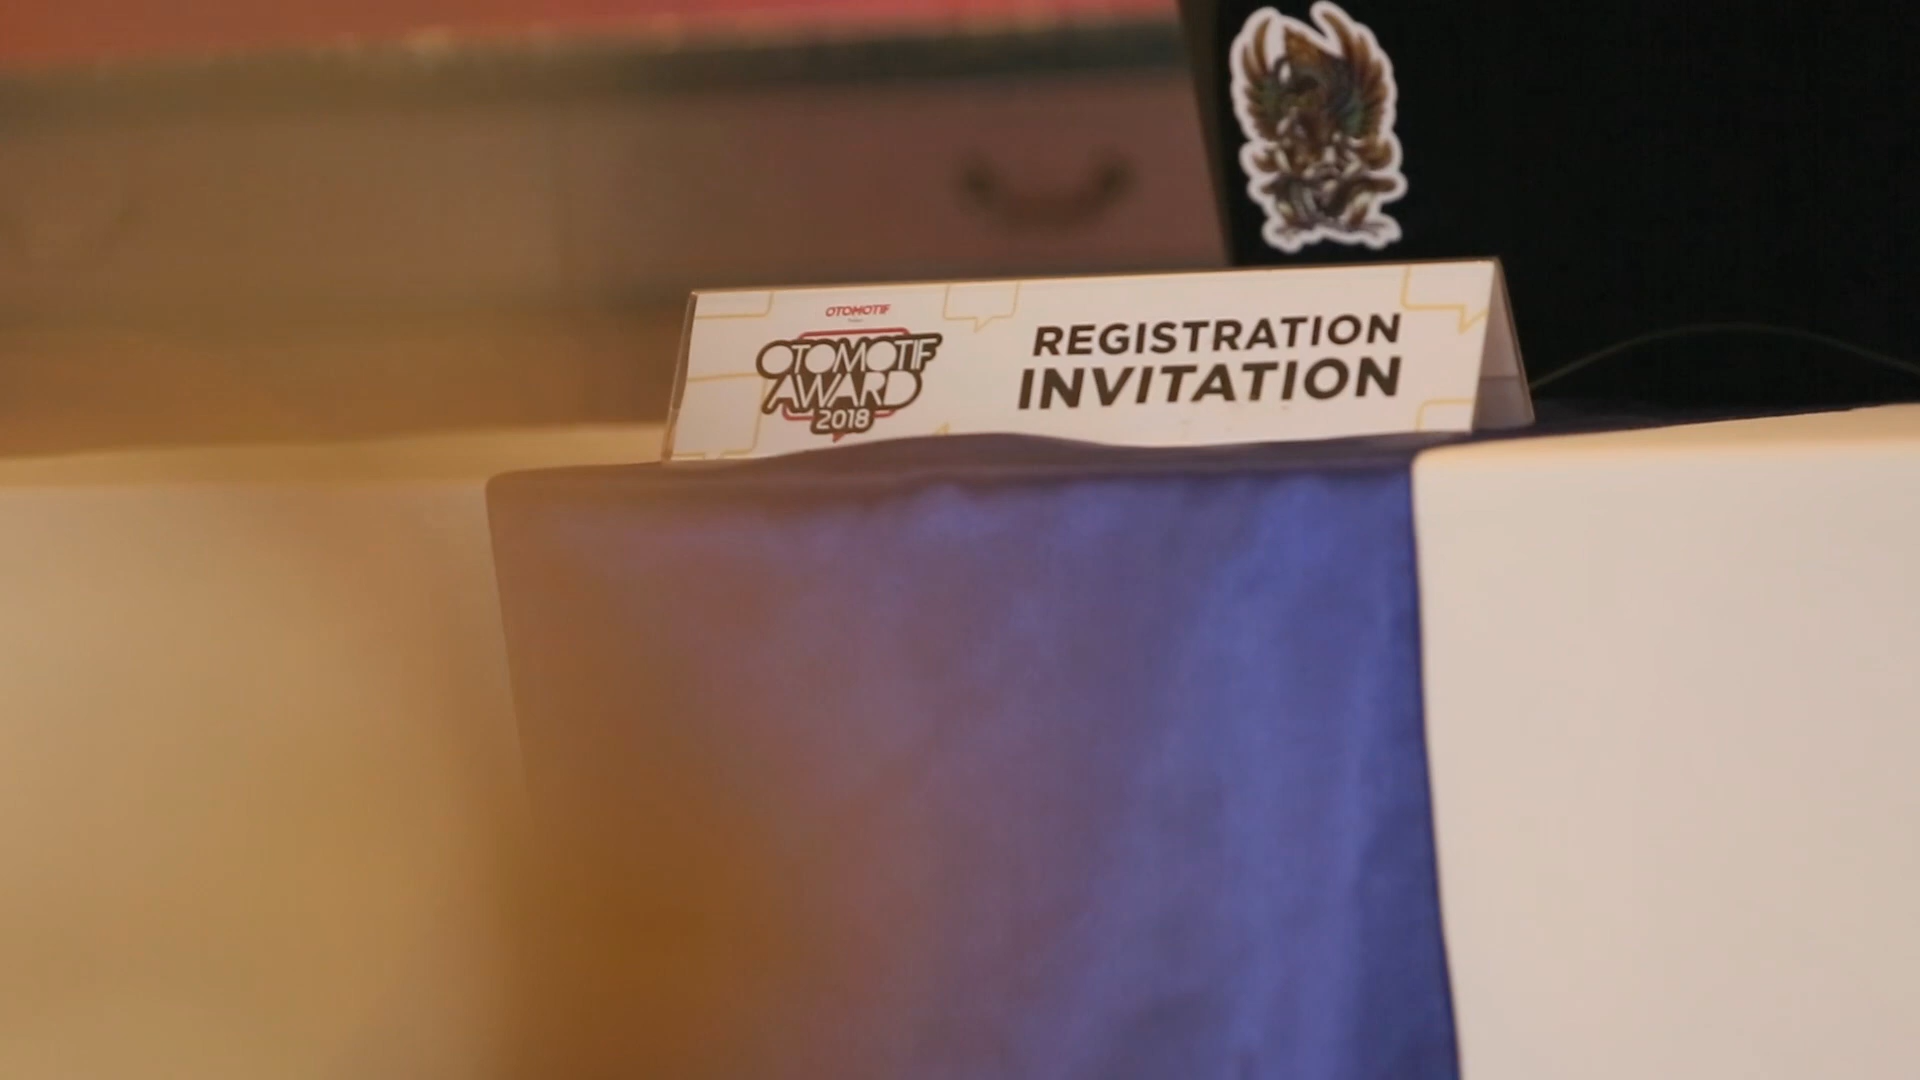 OTOMOTIF
OTOMOTIF
AWARD
2018
REGISTRATION
INVITATION